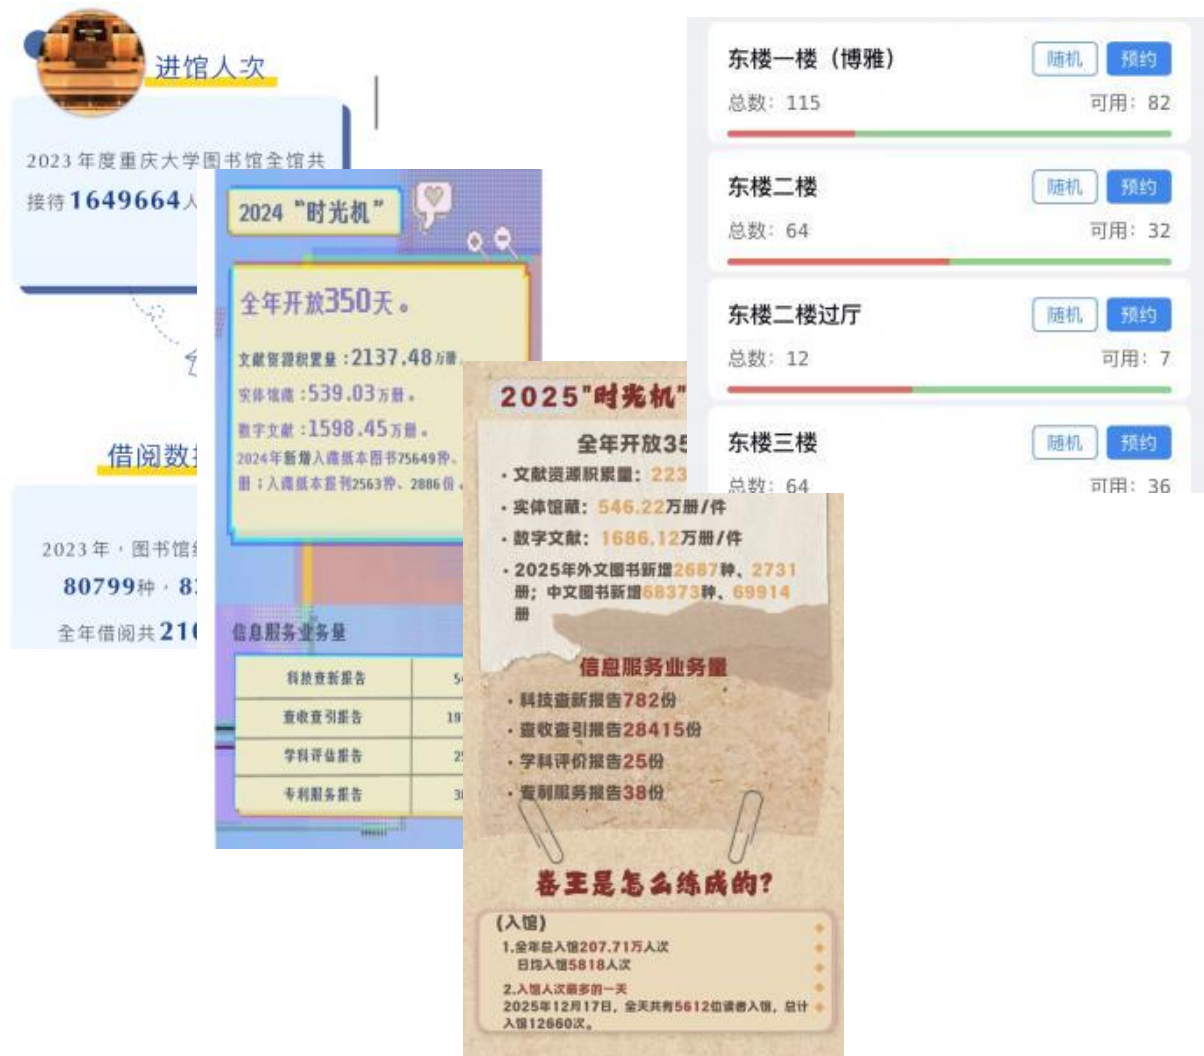 进馆人次
2023 年度重庆大学图书馆全馆共
接待1649664人
借阅数
2023 年，图书馆
80799种，8
全年借阅共
2024 “时光机”
全年开放350天。
文献资源积累量：2137.48万册
实体馆藏：539.03万册。
数字文献：1598.45万册。
2024年新增入藏纸本图书75649种、
册；入藏纸本报刊2563种、2886份。
信息服务业务量
科技查新报告
查收查引报告
学科评估报告
专利服务报告
2025"时光机"
全年开放35
·文献资源积累量：223
·实体馆藏：546.22万册/件
·数字文献：1686.12万册/件
·2025年外文图书新增2687种、2731
册；中文图书新增68373种、69914
册
信息服务业务量
·科技查新报告782份
·查收查引报告28415份
·学科评价报告25份
·专利服务报告38份
卷王是怎么练成的?
(入馆)
1.全年总入馆207.71万人次
日均入馆5818人次
2.入馆人次最多的一天
2025年12月17日，全天共有5612位读者入馆，总计
入馆12660次。
东楼一楼（博雅）
随机 预约
总数：115 可用：82
东楼二楼
随机 预约
总数：64 可用：32
东楼二楼过厅
随机 预约
总数：12 可用：7
东楼三楼
随机 预约
总数：64 可用：36